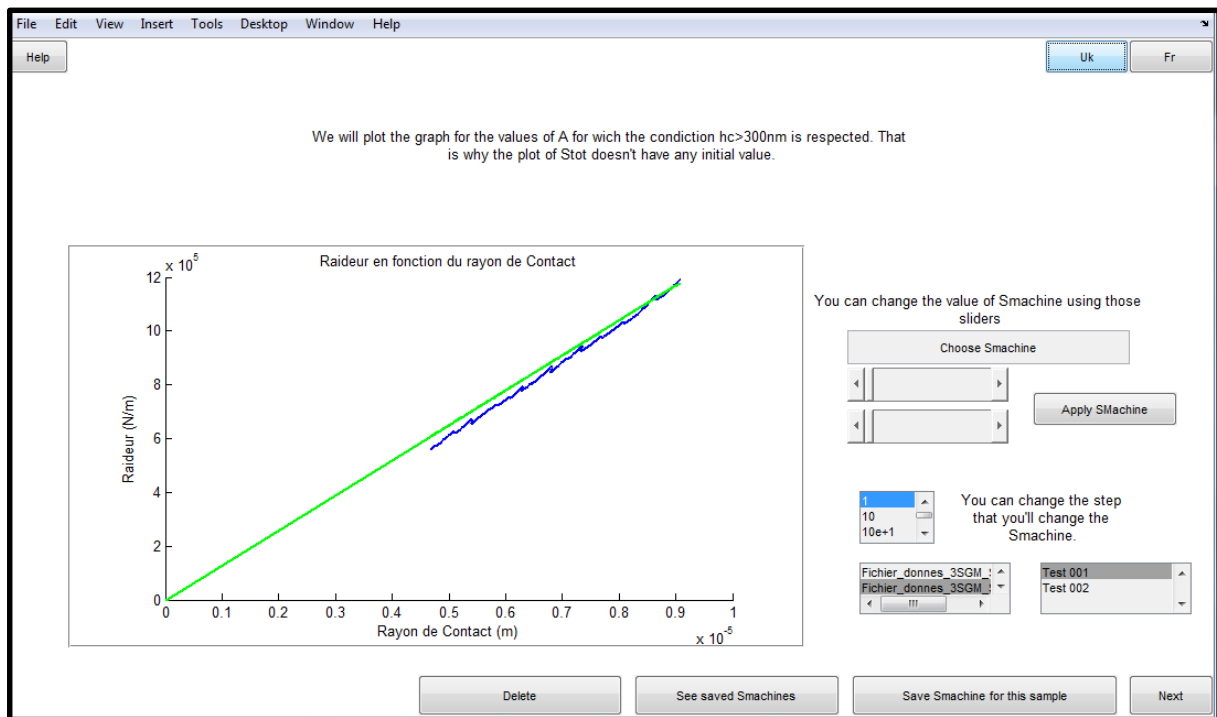 File Edit View Insert Tools Desktop Window Help
Help
Uk
Fr
We will plot the graph for the values of A for wich the condition hc>300nm is respected. That
is why the plot of Stot doesn't have any initial value.
Raideur en fonction du rayon de Contact
x 10^5
12
10
8
6
4
2
0
Raideur (N/m)
0 0.1 0.2 0.3 0.4 0.5 0.6 0.7 0.8 0.9 1
Rayon de Contact (m)
x 10^-5
You can change the value of Smachine using those
sliders
Choose Smachine
Apply SMachine
1
10
10e+1
You can change the step
that you'll change the
Smachine.
Fichier_donnes_3SGM_
Fichier_donnes_3SGM_
Test 001
Test 002
Delete
See saved Smachines
Save Smachine for this sample
Next